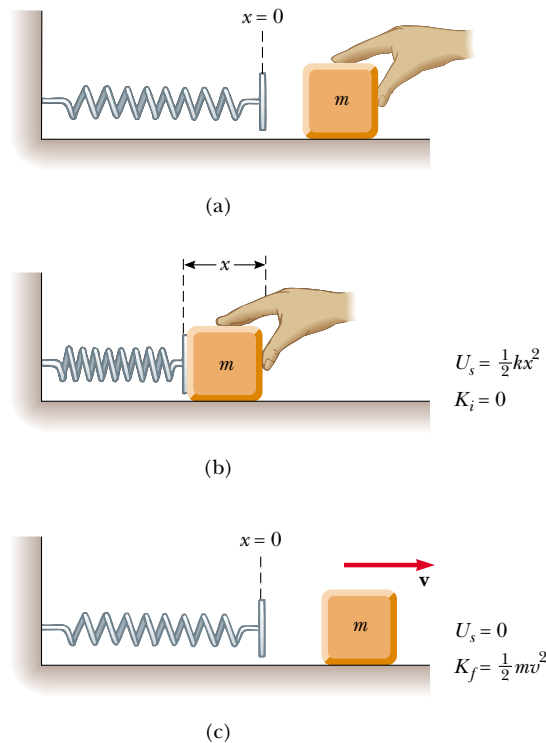 x = 0
m
(a)
x
m
U_s = ½kx²
K_i = 0
(b)
x = 0
v
m
U_s = 0
K_f = ½mv²
(c)